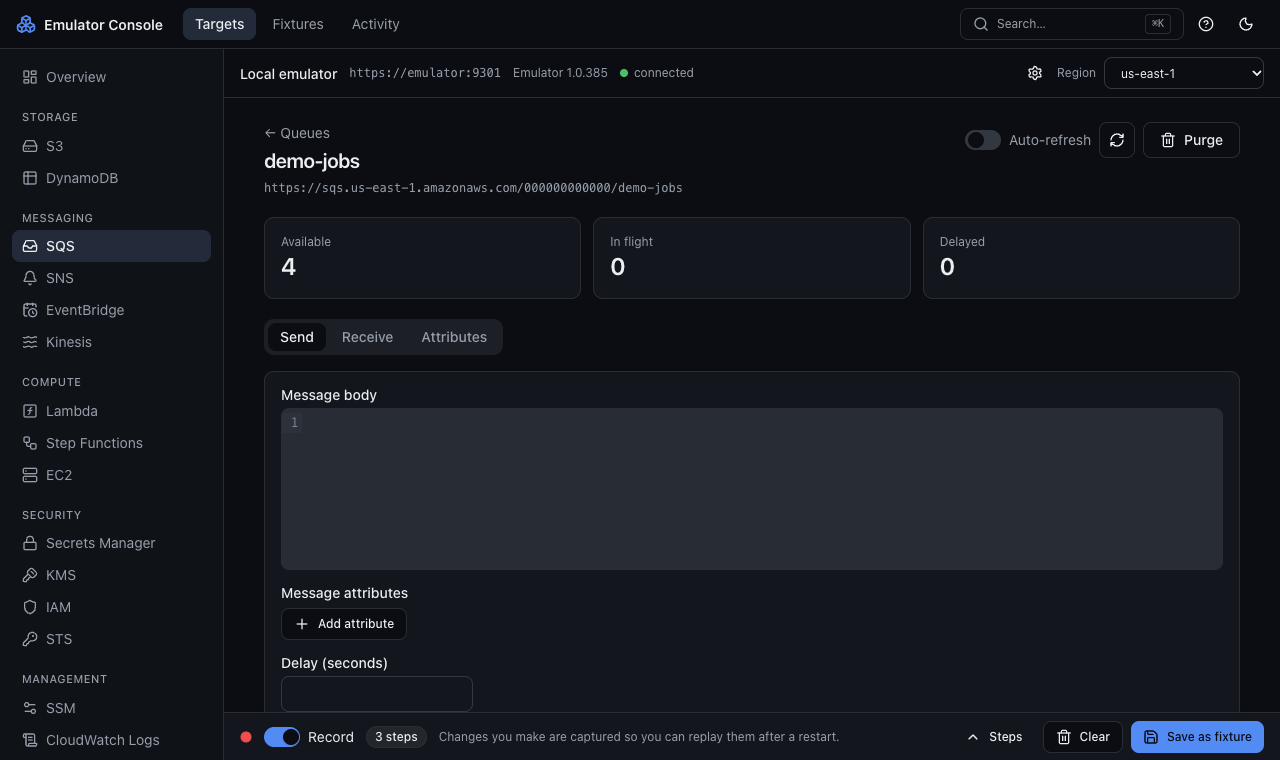 Emulator Console
Targets
Fixtures
Activity
Search...
⌘K
Overview
STORAGE
S3
DynamoDB
MESSAGING
SQS
SNS
EventBridge
Kinesis
COMPUTE
Lambda
Step Functions
EC2
SECURITY
Secrets Manager
KMS
IAM
STS
MANAGEMENT
SSM
CloudWatch Logs
Local emulator https://emulator:9301 Emulator 1.0.385 connected
Region us-east-1
← Queues
demo-jobs
https://sqs.us-east-1.amazonaws.com/000000000000/demo-jobs
Auto-refresh
Purge
Available
4
In flight
0
Delayed
0
Send
Receive
Attributes
Message body
1
Message attributes
Add attribute
Delay (seconds)
Record
3 steps
Changes you make are captured so you can replay them after a restart.
Steps
Clear
Save as fixture